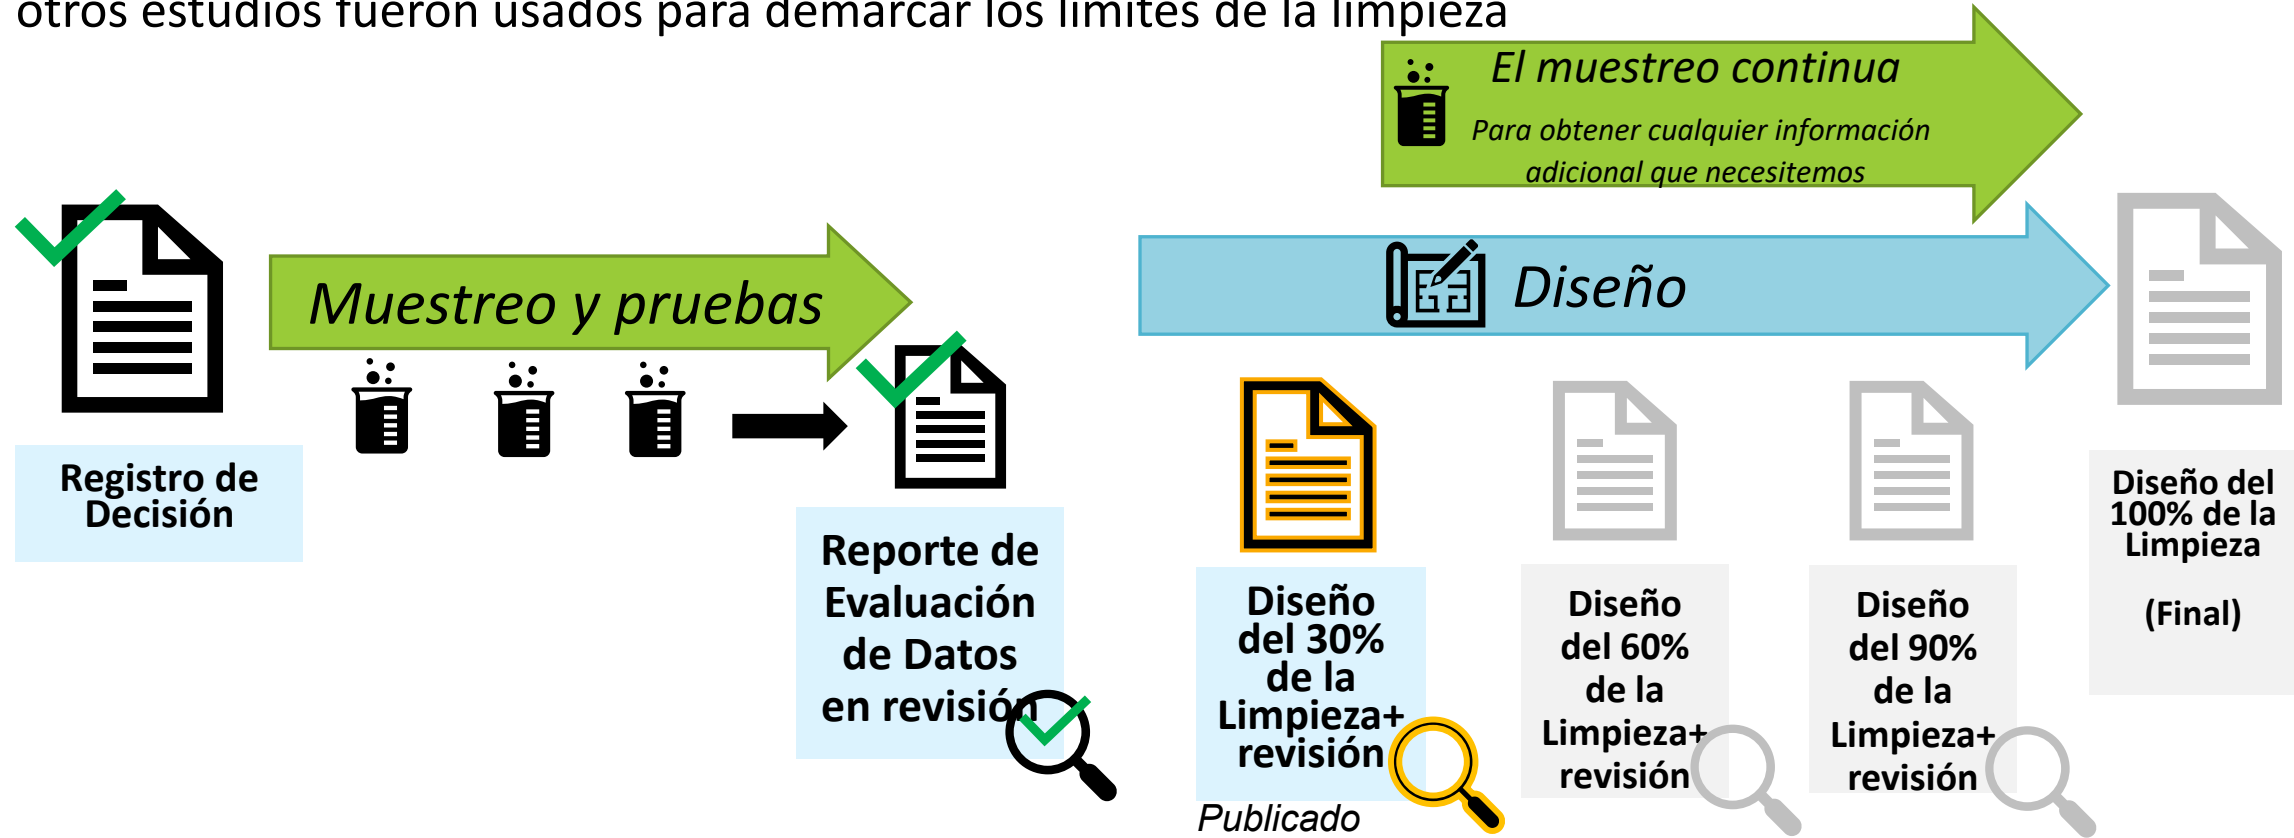 otros estudios fueron usados para demarcar los límites de la limpieza
El muestreo continua
Para obtener cualquier información
adicional que necesitemos
Muestreo y pruebas
Diseño
Registro de
Decisión
Reporte de
Evaluación
de Datos
en revisión
Diseño
del 30%
de la
Limpieza+
revisión
Publicado
Diseño
del 60%
de la
Limpieza+
revisión
Diseño
del 90%
de la
Limpieza+
revisión
Diseño del
100% de la
Limpieza
(Final)